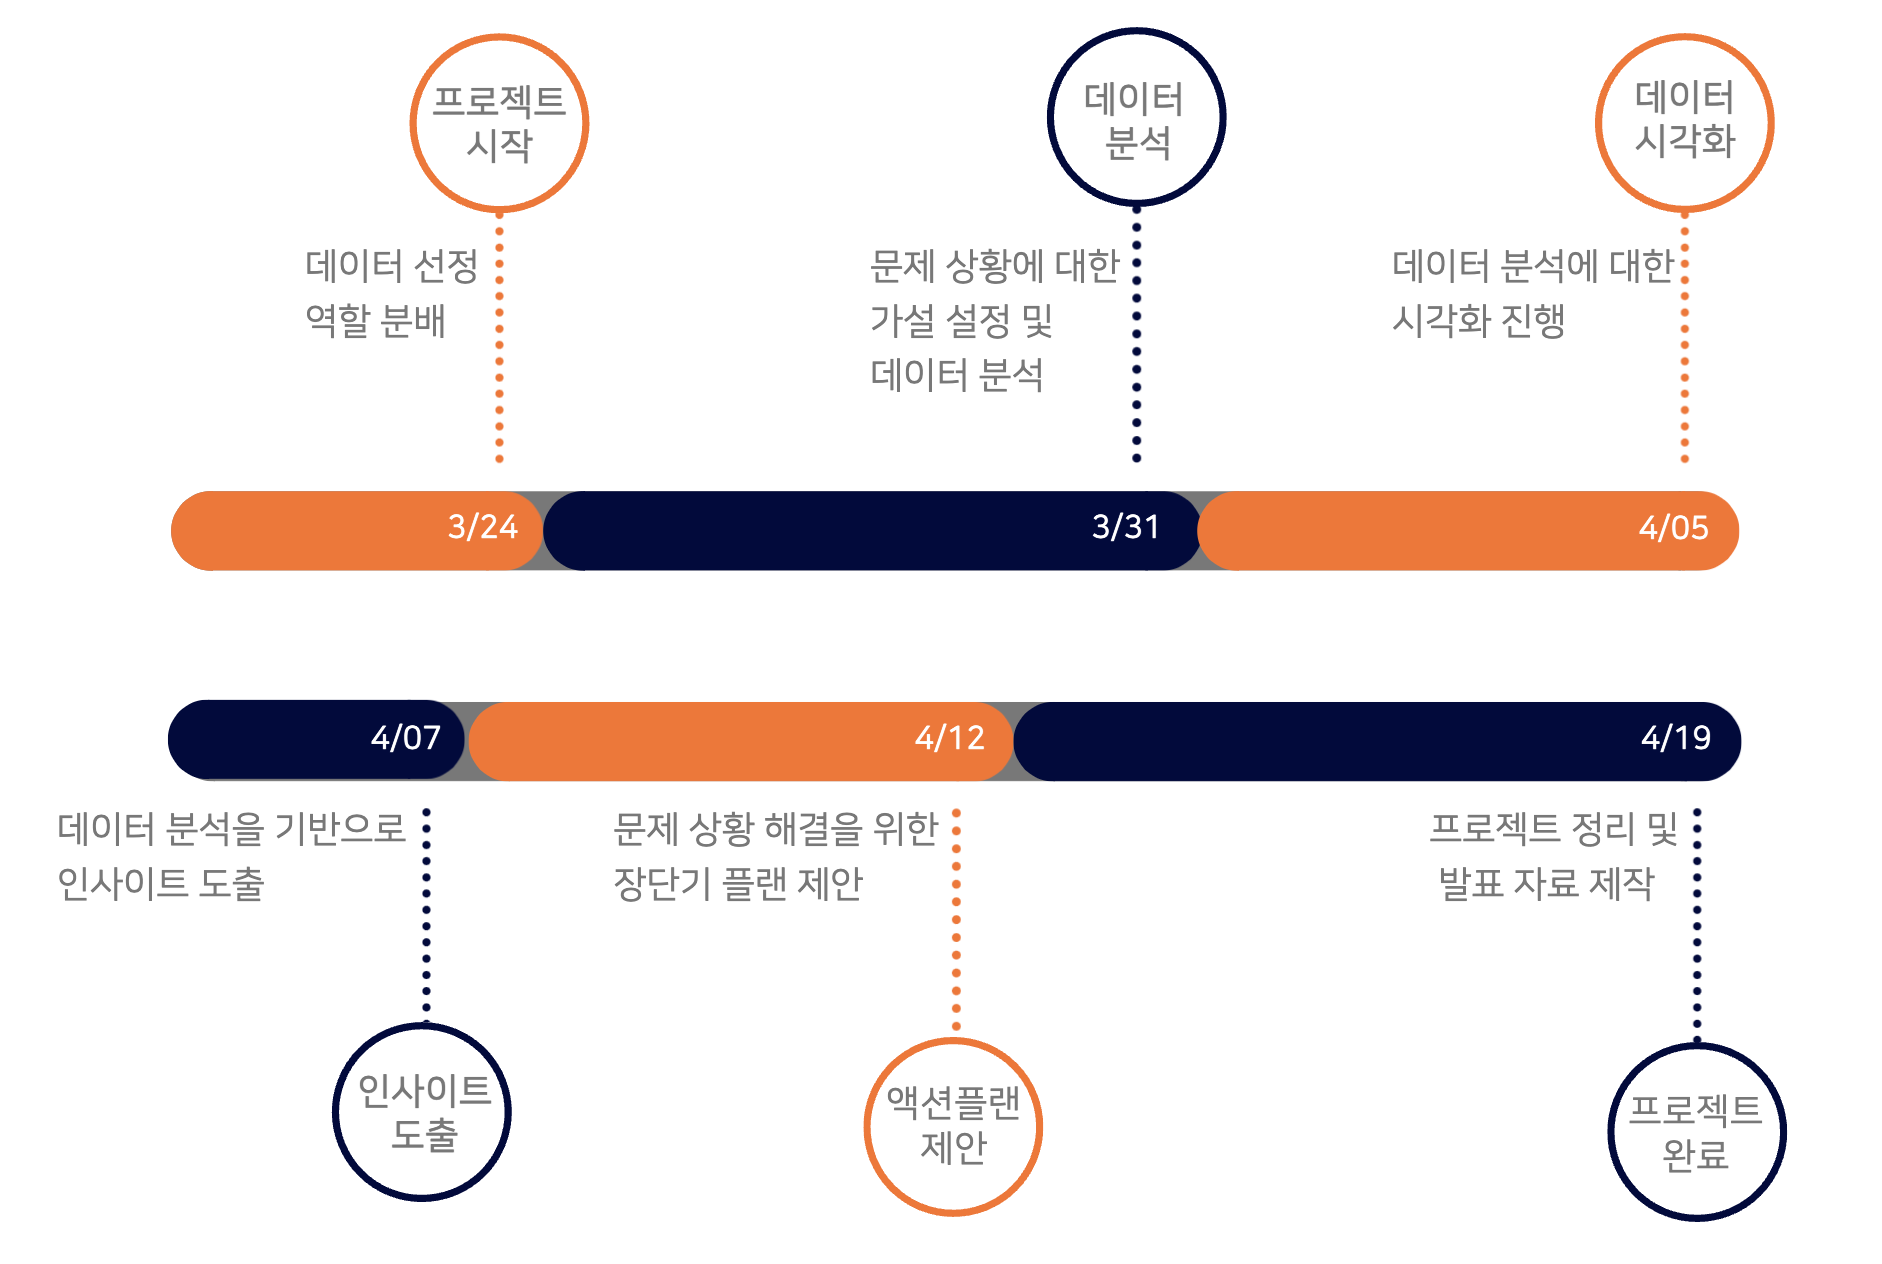 프로젝트
시작
데이터 선정
역할 분배
3/24
데이터
분석
문제 상황에 대한
가설 설정 및
데이터 분석
3/31
데이터
시각화
데이터 분석에 대한
시각화 진행
4/05
4/07
데이터 분석을 기반으로
인사이트 도출
인사이트
도출
4/12
문제 상황 해결을 위한
장단기 플랜 제안
액션플랜
제안
4/19
프로젝트 정리 및
발표 자료 제작
프로젝트
완료